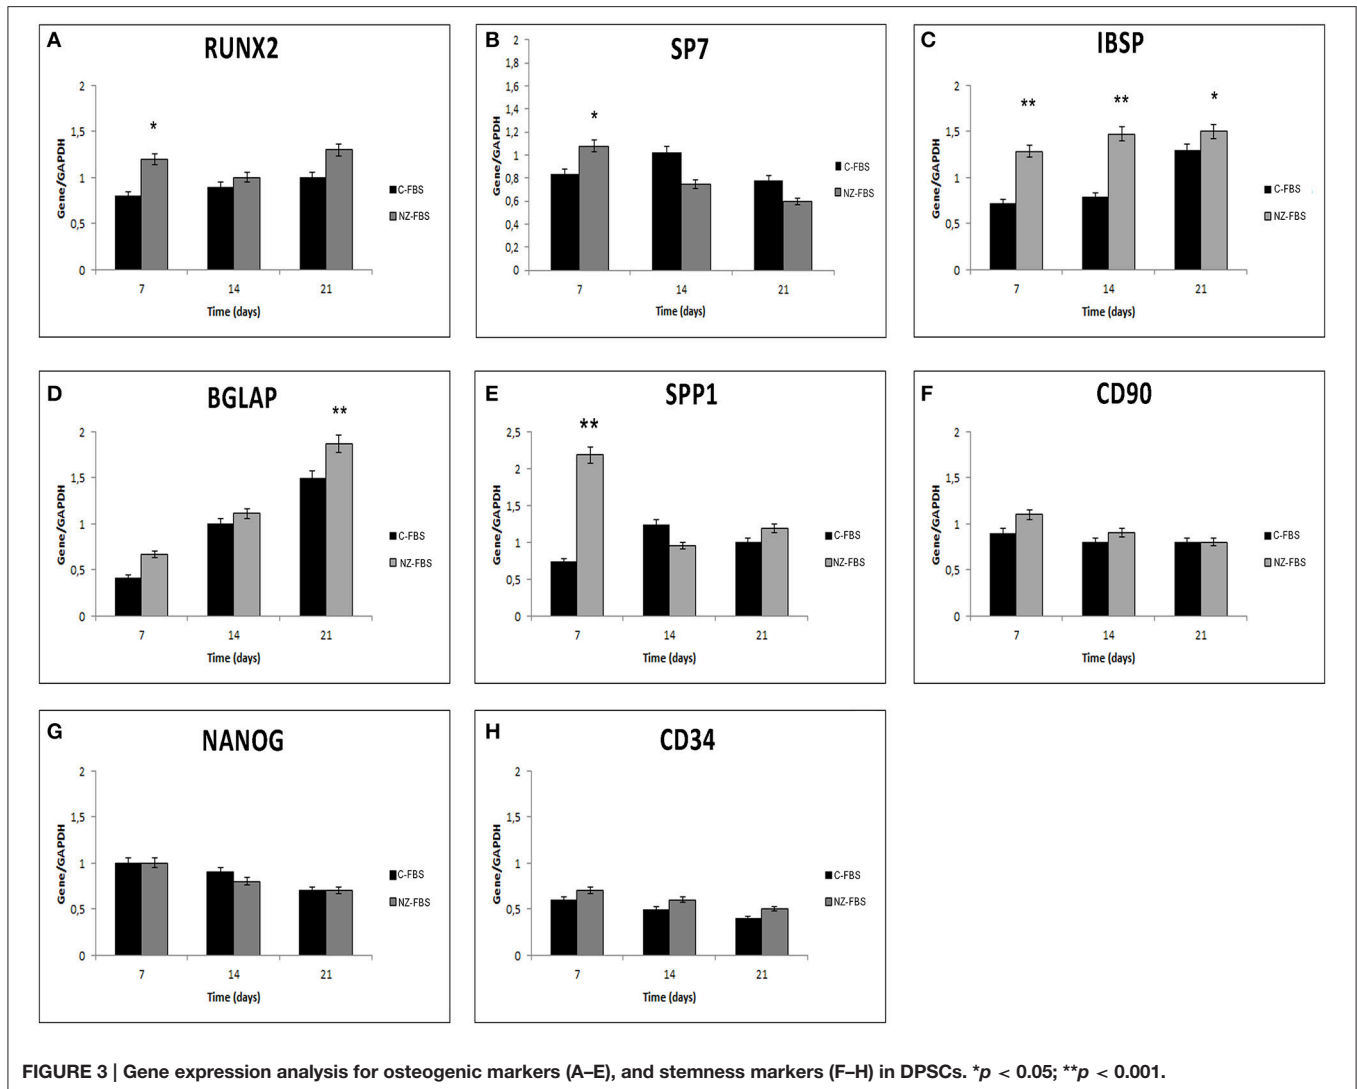 A
RUNX2
Gene/GAPDH
2
1,5
1
0,5
0
*
7 14 21
Time (days)
C-FBS
NZ-FBS
B
SP7
Gene/GAPDH
2
1,8
1,6
1,4
1,2
1
0,8
0,6
0,4
0,2
0
*
7 14 21
Time (days)
C-FBS
NZ-FBS
C
IBSP
Gene/GAPDH
2
1,5
1
0,5
0
** ** *
7 14 21
Time (days)
C-FBS
NZ-FBS
D
BGLAP
Gene/GAPDH
2
1,5
1
0,5
0
**
7 14 21
Time (days)
C-FBS
NZ-FBS
E
SPP1
Gene/GAPDH
2,5
2
1,5
1
0,5
0
**
7 14 21
Time (days)
C-FBS
NZ-FBS
F
CD90
Gene/GAPDH
2
1,5
1
0,5
0
7 14 21
Time (days)
C-FBS
NZ-FBS
G
NANOG
Gene/GAPDH
2
1,5
1
0,5
0
7 14 21
Time (days)
C-FBS
NZ-FBS
H
CD34
Gene/GAPDH
2
1,5
1
0,5
0
7 14 21
Time (days)
C-FBS
NZ-FBS
FIGURE 3 | Gene expression analysis for osteogenic markers (A–E), and stemness markers (F–H) in DPSCs. *p < 0.05; **p < 0.001.